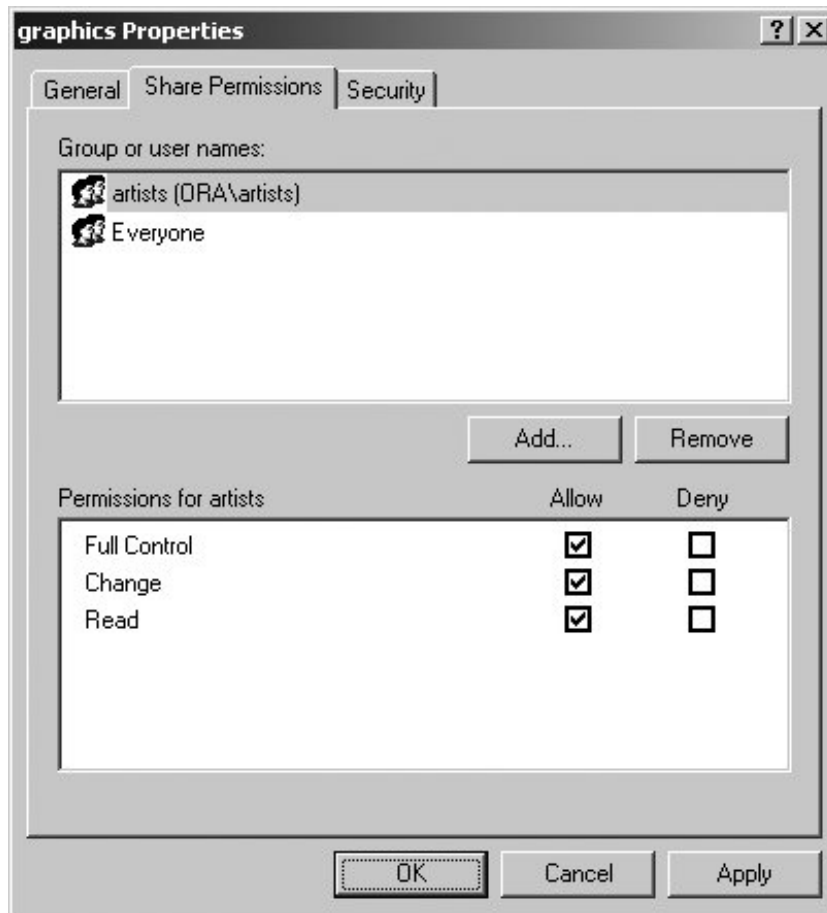 graphics Properties ? X
General Share Permissions Security
Group or user names:
artists (ORA\artists)
Everyone
Add... Remove
Permissions for artists Allow Deny
Full Control
Change
Read
OK Cancel Apply